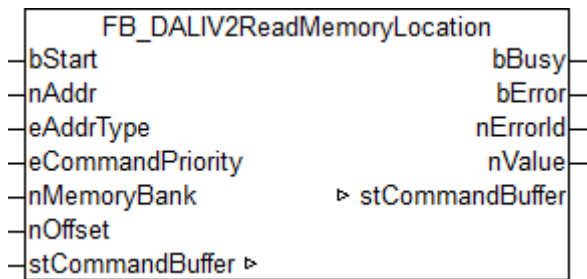 FB_DALIV2ReadMemoryLocation
bStart bBusy
nAddr bError
eAddrType nErrorId
eCommandPriority nValue
nMemoryBank ▹ stCommandBuffer
nOffset
stCommandBuffer ▹